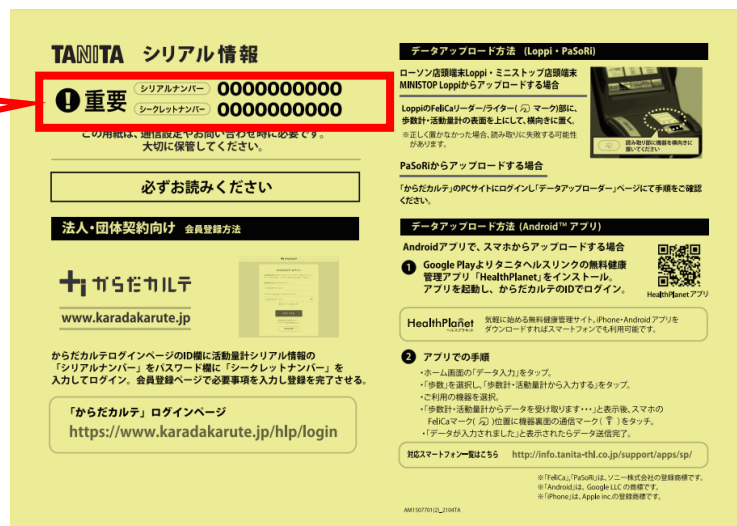 TANITA シリアル情報
重要
シリアルナンバー 0000000000
シークレットナンバー 0000000000
この用紙は、通信設定やお問い合わせ時に必要です。
大切に保管してください。
必ずお読みください
法人・団体契約向け 会員登録方法
からだカルテ
www.karadakarute.jp
からだカルテログインページのID欄に活動量計シリアル情報の
「シリアルナンバー」をパスワード欄に「シークレットナンバー」を
入力してログイン。会員登録ページで必要事項を入力し登録を完了させる。
「からだカルテ」ログインページ
https://www.karadakarute.jp/hlp/login
データアップロード方法 (Loppi・PaSoRi)
ローソン店頭端末Loppi・ミニストップ店頭端末
MINISTOP Loppiからアップロードする場合
LoppiのFeliCaリーダー/ライター( マーク)部に、
歩数計・活動量計の表面を上にして、横向きに置く。
※正しく置かなかった場合、読み取りに失敗する可能性
があります。
読み取り部に機器を横向きに
置いてください
PaSoRiからアップロードする場合
「からだカルテ」のPCサイトにログインし「データアップローダー」ページにて手順をご確認
ください。
データアップロード方法 (Android™ アプリ)
Androidアプリで、スマホからアップロードする場合
1 Google Playよりタニタヘルスリンクの無料健康
管理アプリ「HealthPlanet」をインストール。
アプリを起動し、からだカルテのIDでログイン。
HealthPlanet アプリ
HealthPlanet
ヘルスプラネット
気軽に始める無料健康管理サイト。iPhone・Androidアプリを
ダウンロードすればスマートフォンでも利用可能です。
2 アプリでの手順
・ホーム画面の「データ入力」をタップ。
・「歩数」を選択し、「歩数計・活動量計から入力する」をタップ。
・ご利用の機器を選択。
・「歩数計・活動量計からデータを受け取ります・・・」と表示後、スマホの
FeliCaマーク( )位置に機器裏面の通信マーク( )をタッチ。
・「データが入力されました」と表示されたらデータ送信完了。
対応スマートフォン一覧はこちら http://info.tanita-thl.co.jp/support/apps/sp/
※「FeliCa」、「PaSoRi」は、ソニー株式会社の登録商標です。
※「Android」は、Google LLC の商標です。
※「iPhone」は、Apple Inc.の登録商標です。
AM1507701(2)_2104TA